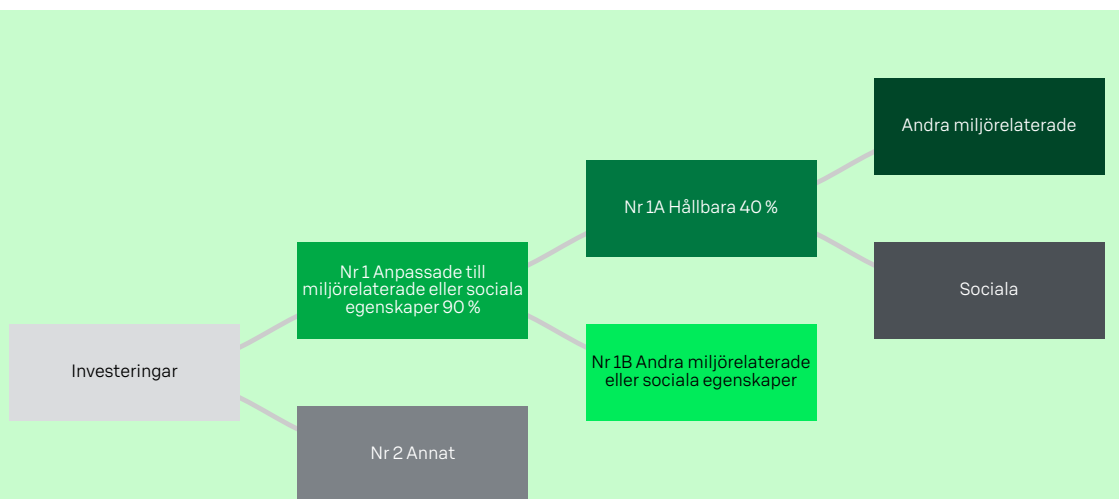 Andra miljörelaterade
Nr 1A Hållbara 40 %
Nr 1 Anpassade till
miljörelaterade eller sociala
egenskaper 90 %
Sociala
Investeringar
Nr 1B Andra miljörelaterade
eller sociala egenskaper
Nr 2 Annat